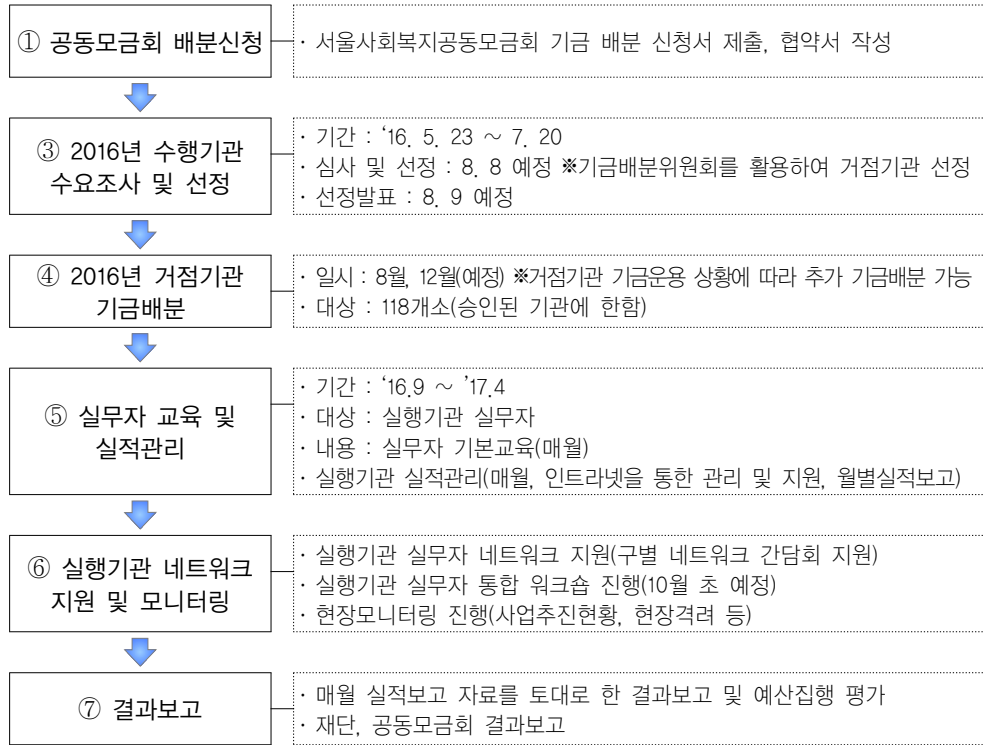 ① 공동모금회 배분신청
· 서울사회복지공동모금회 기금 배분 신청서 제출, 협약서 작성
③ 2016년 수행기관
수요조사 및 선정
· 기간 : ‘16. 5. 23 ～ 7. 20
· 심사 및 선정 : 8. 8 예정 ※기금배분위원회를 활용하여 거점기관 선정
· 선정발표 : 8. 9 예정
④ 2016년 거점기관
기금배분
· 일시 : 8월, 12월(예정) ※거점기관 기금운용 상황에 따라 추가 기금배분 가능
· 대상 : 118개소(승인된 기관에 한함)
⑤ 실무자 교육 및
실적관리
· 기간 : ‘16.9 ～ ’17.4
· 대상 : 실행기관 실무자
· 내용 : 실무자 기본교육(매월)
· 실행기관 실적관리(매월, 인트라넷을 통한 관리 및 지원, 월별실적보고)
⑥ 실행기관 네트워크
지원 및 모니터링
· 실행기관 실무자 네트워크 지원(구별 네트워크 간담회 지원)
· 실행기관 실무자 통합 워크숍 진행(10월 초 예정)
· 현장모니터링 진행(사업추진현황, 현장격려 등)
⑦ 결과보고
· 매월 실적보고 자료를 토대로 한 결과보고 및 예산집행 평가
· 재단, 공동모금회 결과보고